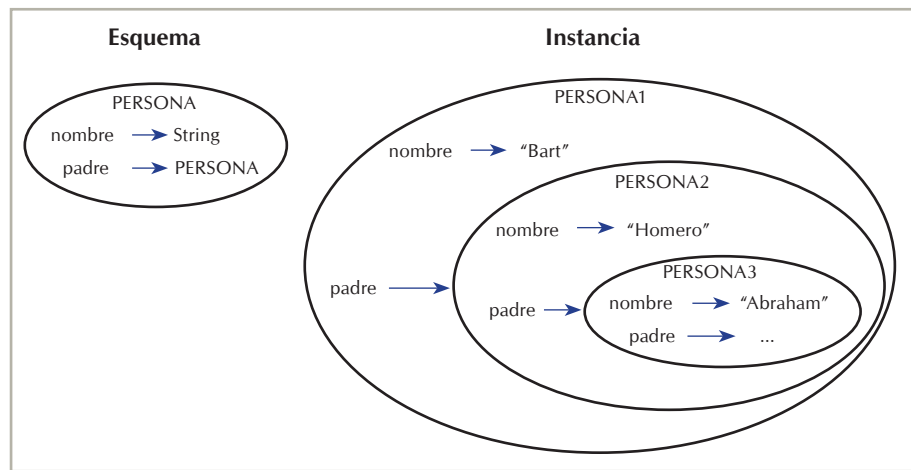 Esquema
PERSONA
nombre String
padre PERSONA
Instancia
PERSONA1
nombre “Bart”
PERSONA2
nombre “Homero”
padre
PERSONA3
nombre “Abraham”
padre
padre ...